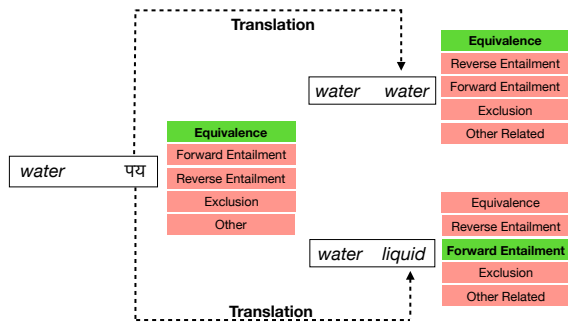 Translation
Equivalence
Reverse Entailment
Forward Entailment
Exclusion
Other Related
water water
Equivalence
Forward Entailment
Reverse Entailment
Exclusion
Other
water पय
Equivalence
Reverse Entailment
Forward Entailment
Exclusion
Other Related
water liquid
Translation